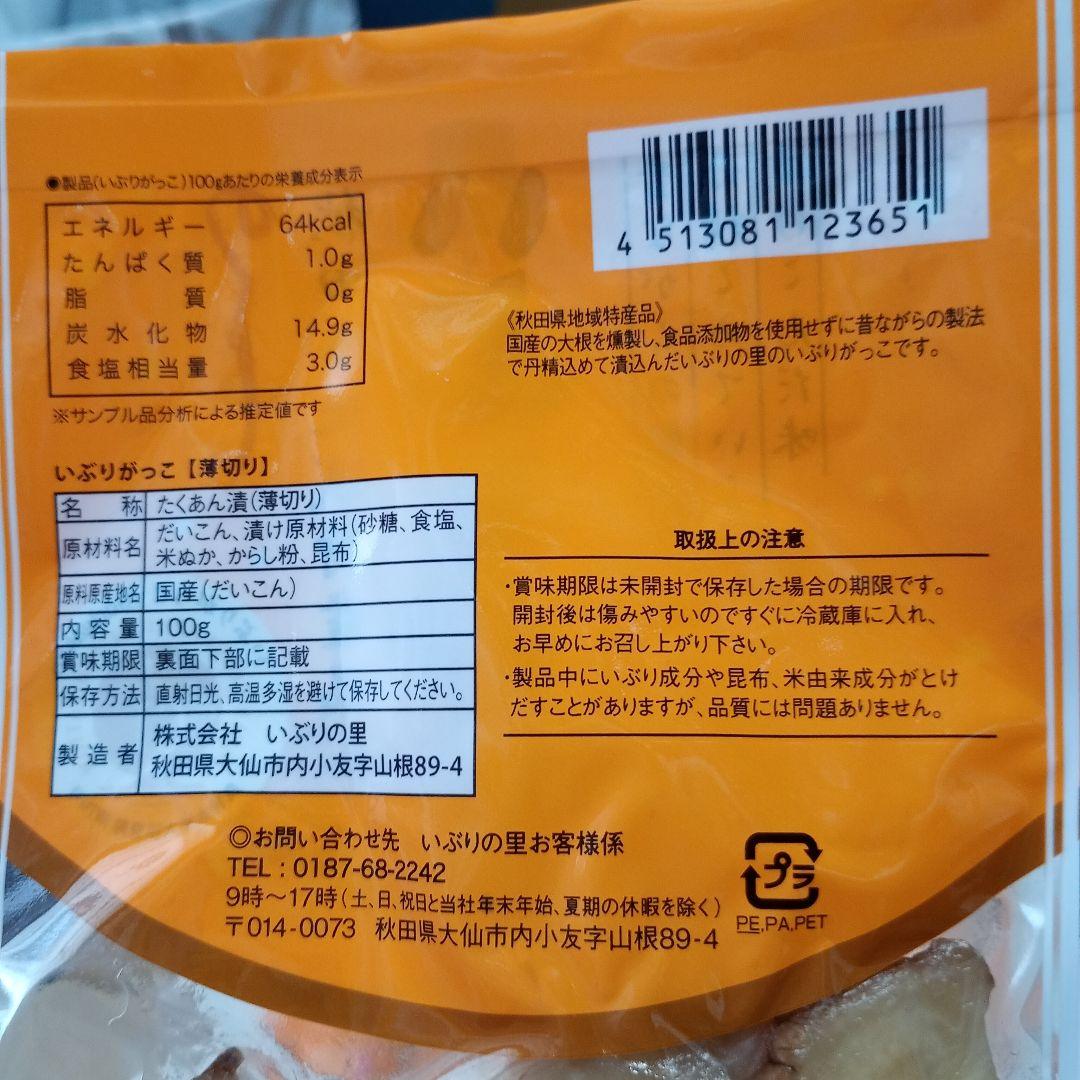 ●製品(いぶりがっこ)100gあたりの栄養成分表示
エネルギー 64kcal
たんぱく質 1.0g
脂質 0g
炭水化物 14.9g
食塩相当量 3.0g
※サンプル品分析による推定値です
いぶりがっこ【薄切り】
名称 たくあん漬(薄切り)
原材料名 だいこん、漬け原材料(砂糖、食塩、
米ぬか、からし粉、昆布)
原料原産地名 国産(だいこん)
内容量 100g
賞味期限 裏面下部に記載
保存方法 直射日光、高温多湿を避けて保存してください。
製造者 株式会社 いぶりの里
秋田県大仙市内小友字山根89-4
4 513081 123651
《秋田県地域特産品》
国産の大根を燻製し、食品添加物を使用せずに昔ながらの製法
で丹精込めて漬込んだいぶりの里のいぶりがっこです。
取扱上の注意
・賞味期限は未開封で保存した場合の期限です。
開封後は傷みやすいのですぐに冷蔵庫に入れ、
お早めにお召し上がり下さい。
・製品中にいぶり成分や昆布、米由来成分がとけ
だすことがありますが、品質には問題ありません。
◎お問い合わせ先 いぶりの里お客様係
TEL:0187-68-2242
9時～17時(土、日、祝日と当社年末年始、夏期の休暇を除く)
〒014-0073 秋田県大仙市内小友字山根89-4
プラ
PE,PA,PET